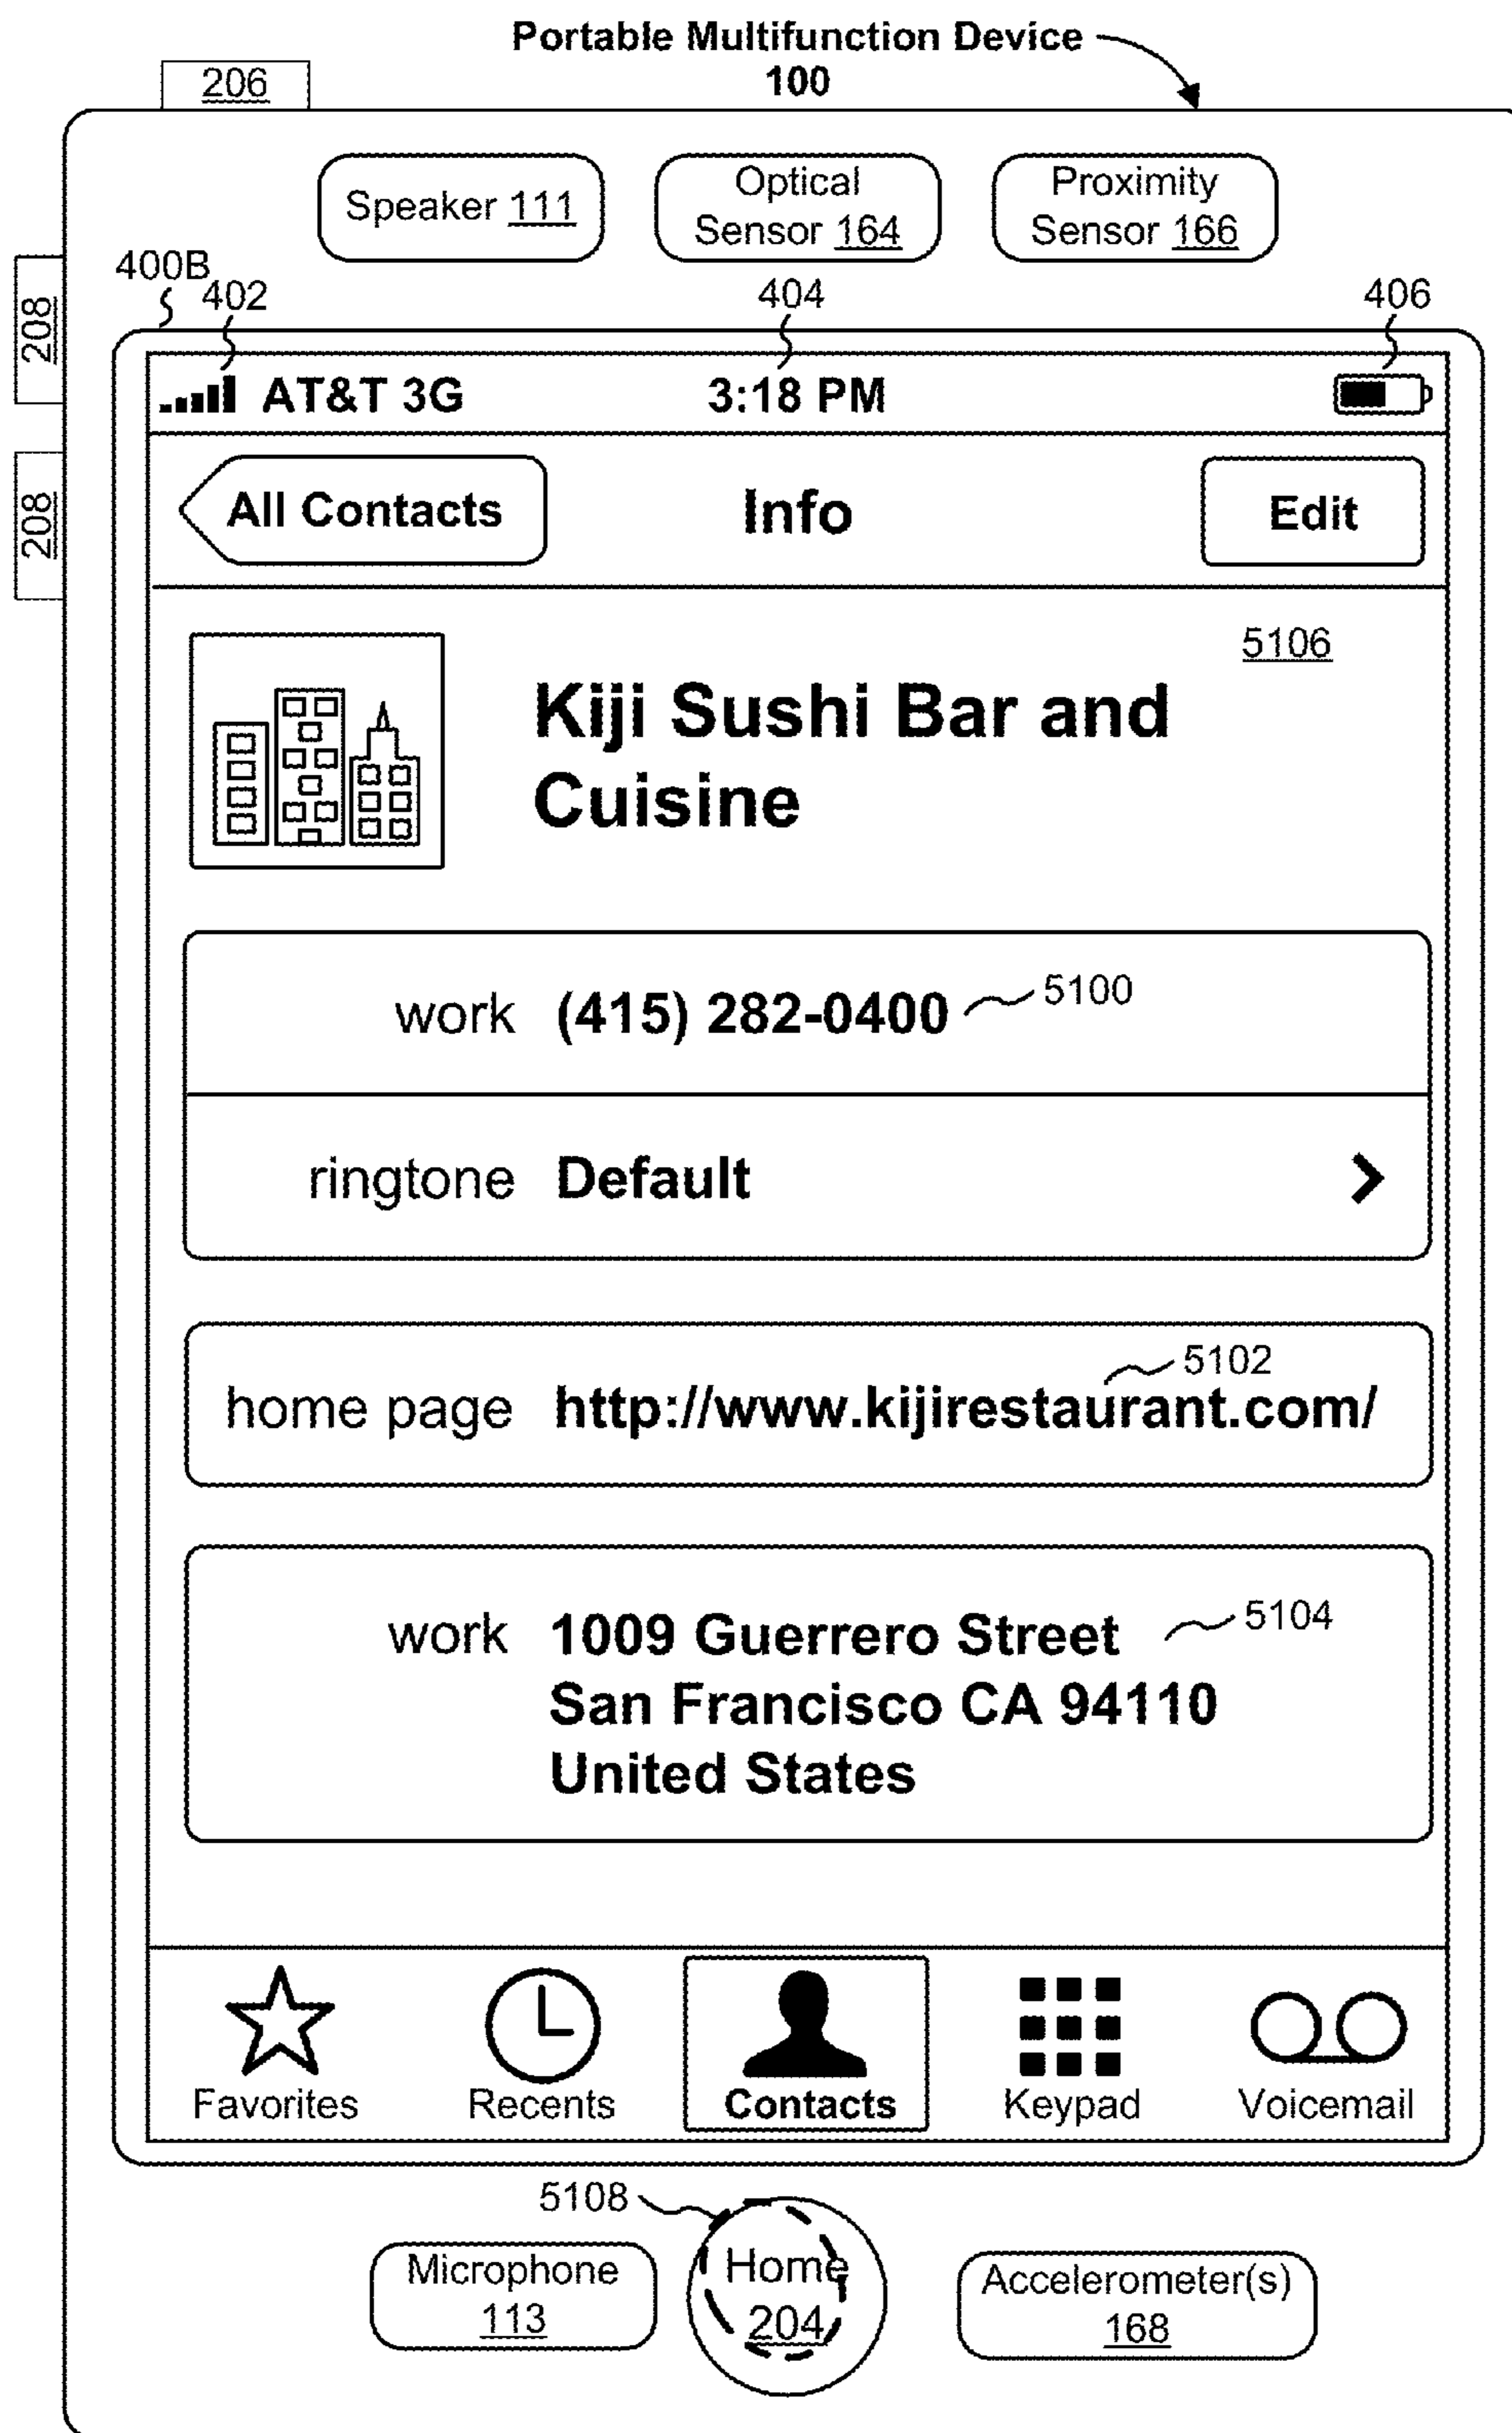 Portable Multifunction Device
100
206
Speaker 111
Optical
Sensor 164
Proximity
Sensor 166
208
208
400B
402
404
406
AT&T 3G
3:18 PM
All Contacts
Info
Edit
5106
Kiji Sushi Bar and
Cuisine
work (415) 282-0400
5100
ringtone Default
5102
home page http://www.kijirestaurant.com/
work 1009 Guerrero Street
5104
San Francisco CA 94110
United States
Favorites
Recents
Contacts
Keypad
Voicemail
5108
Microphone
113
Home
204
Accelerometer(s)
168